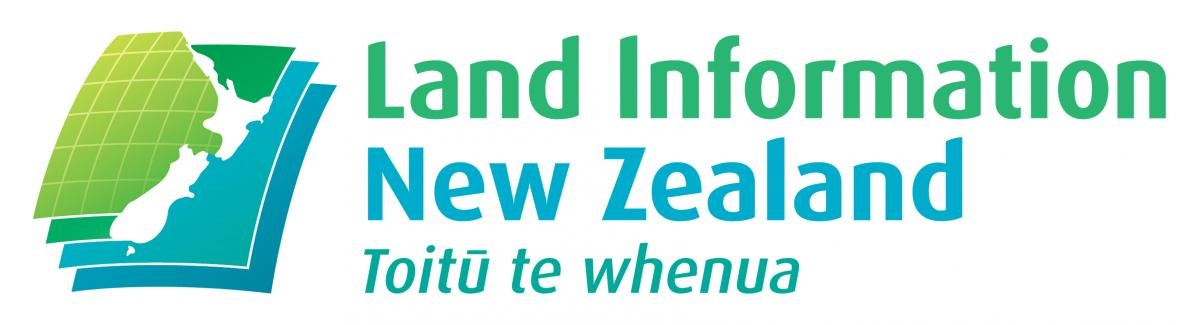 Land Information
New Zealand
Toitū te whenua